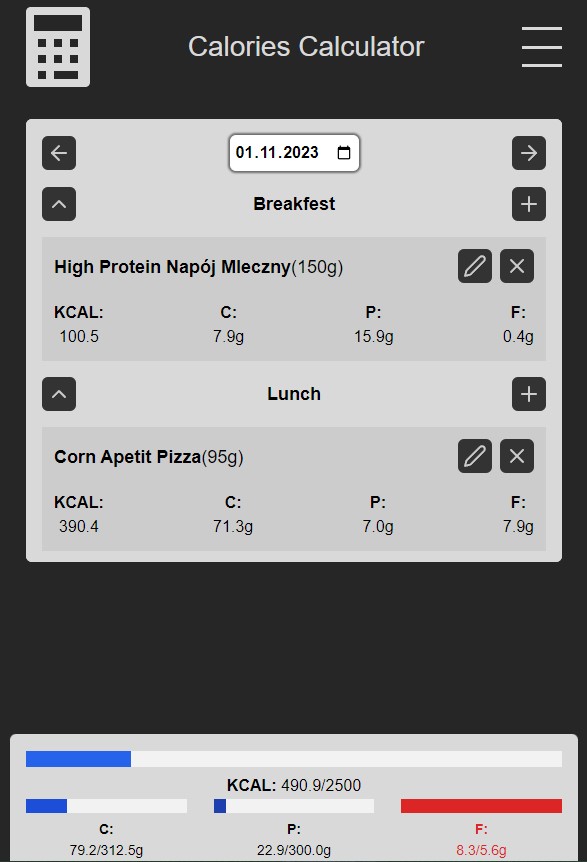 Calories Calculator
01.11.2023
Breakfest
High Protein Napój Mleczny(150g)
KCAL: C: P: F:
100.5 7.9g 15.9g 0.4g
Lunch
Corn Apetit Pizza(95g)
KCAL: C: P: F:
390.4 71.3g 7.0g 7.9g
KCAL: 490.9/2500
C: P: F:
79.2/312.5g 22.9/300.0g 8.3/5.6g